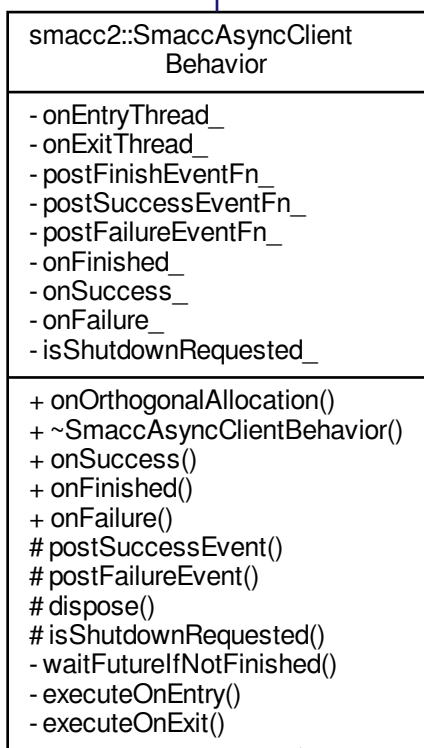 smacc2::SmaccAsyncClient
Behavior
- onEntryThread_
- onExitThread_
- postFinishEventFn_
- postSuccessEventFn_
- postFailureEventFn_
- onFinished_
- onSuccess_
- onFailure_
- isShutdownRequested_
+ onOrthogonalAllocation()
+ ~SmaccAsyncClientBehavior()
+ onSuccess()
+ onFinished()
+ onFailure()
# postSuccessEvent()
# postFailureEvent()
# dispose()
# isShutdownRequested()
- waitFutureIfNotFinished()
- executeOnEntry()
- executeOnExit()